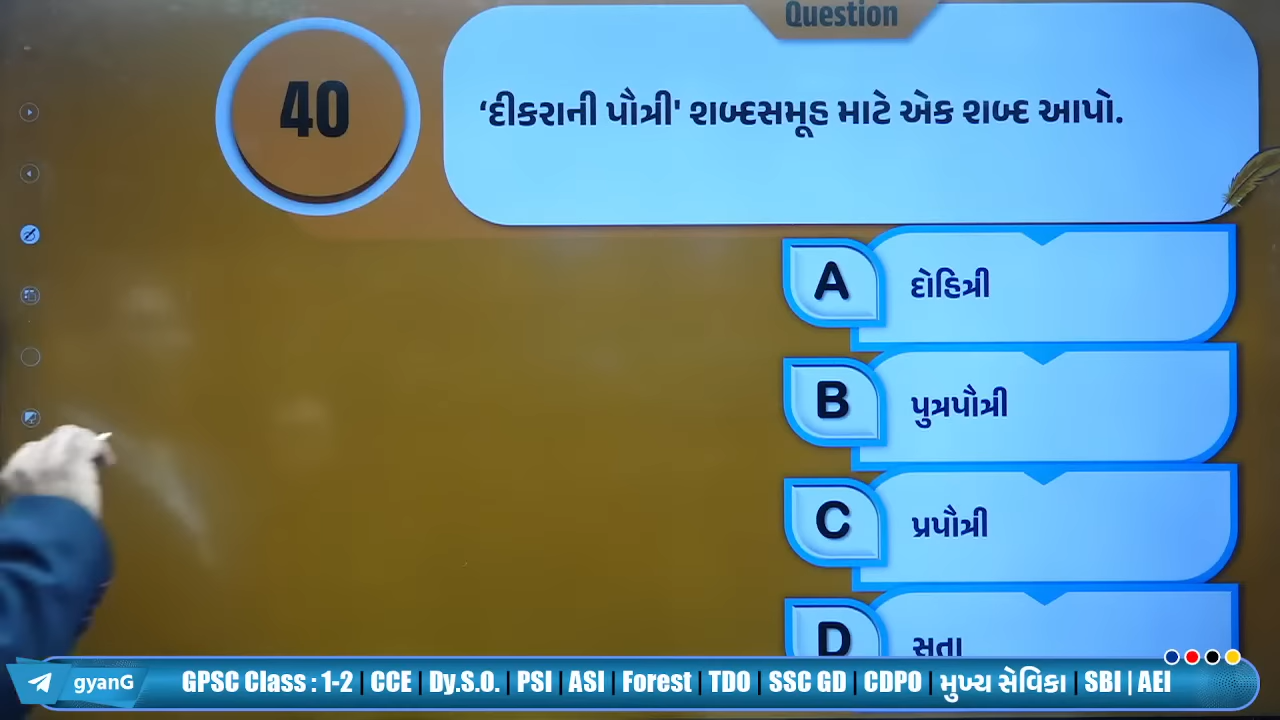 Question
40
‘દીકરાની પૌત્રી' શબ્દસમૂહ માટે એક શબ્દ આપો.
A
દોહિત્રી
B
પુત્રપૌત્રી
C
પ્રપૌત્રી
D
સતા
gyanG
GPSC Class : 1-2 | CCE | Dy.S.O. | PSI | ASI | Forest | TDO | SSC GD | CDPO | મુખ્ય સેવિકા | SBI | AEI